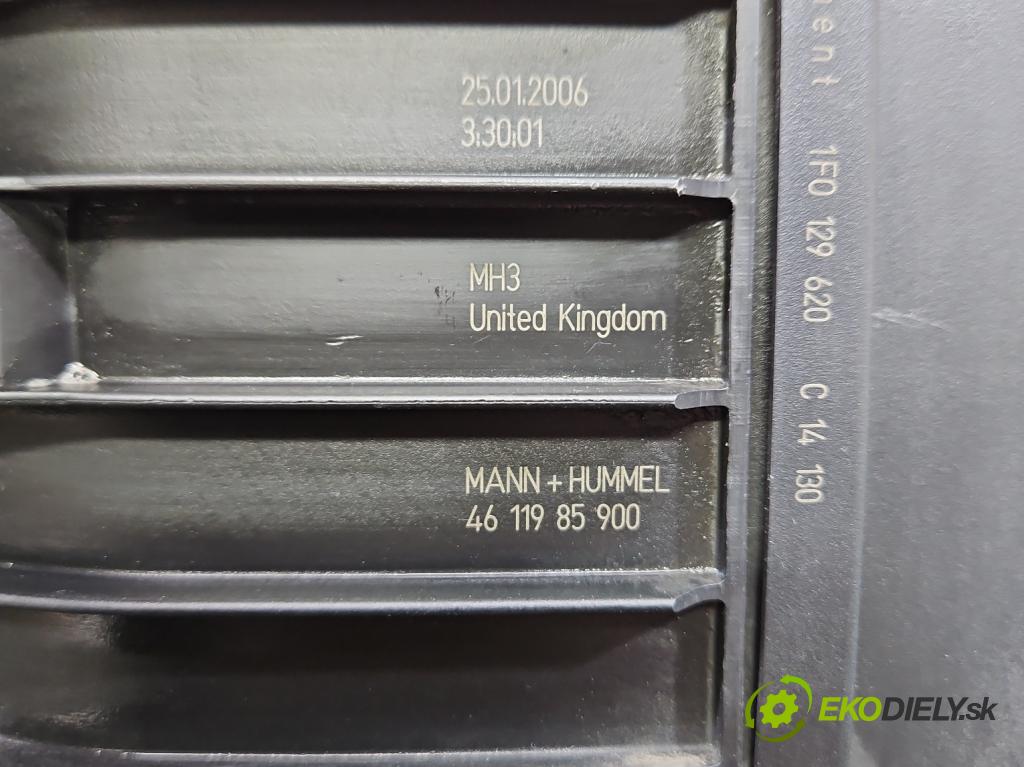 25.01.2006
3:30:01
MH3
United Kingdom
MANN + HUMMEL
46 119 85 900
1F0 129 620 C 14 130
EKODIELY.sk